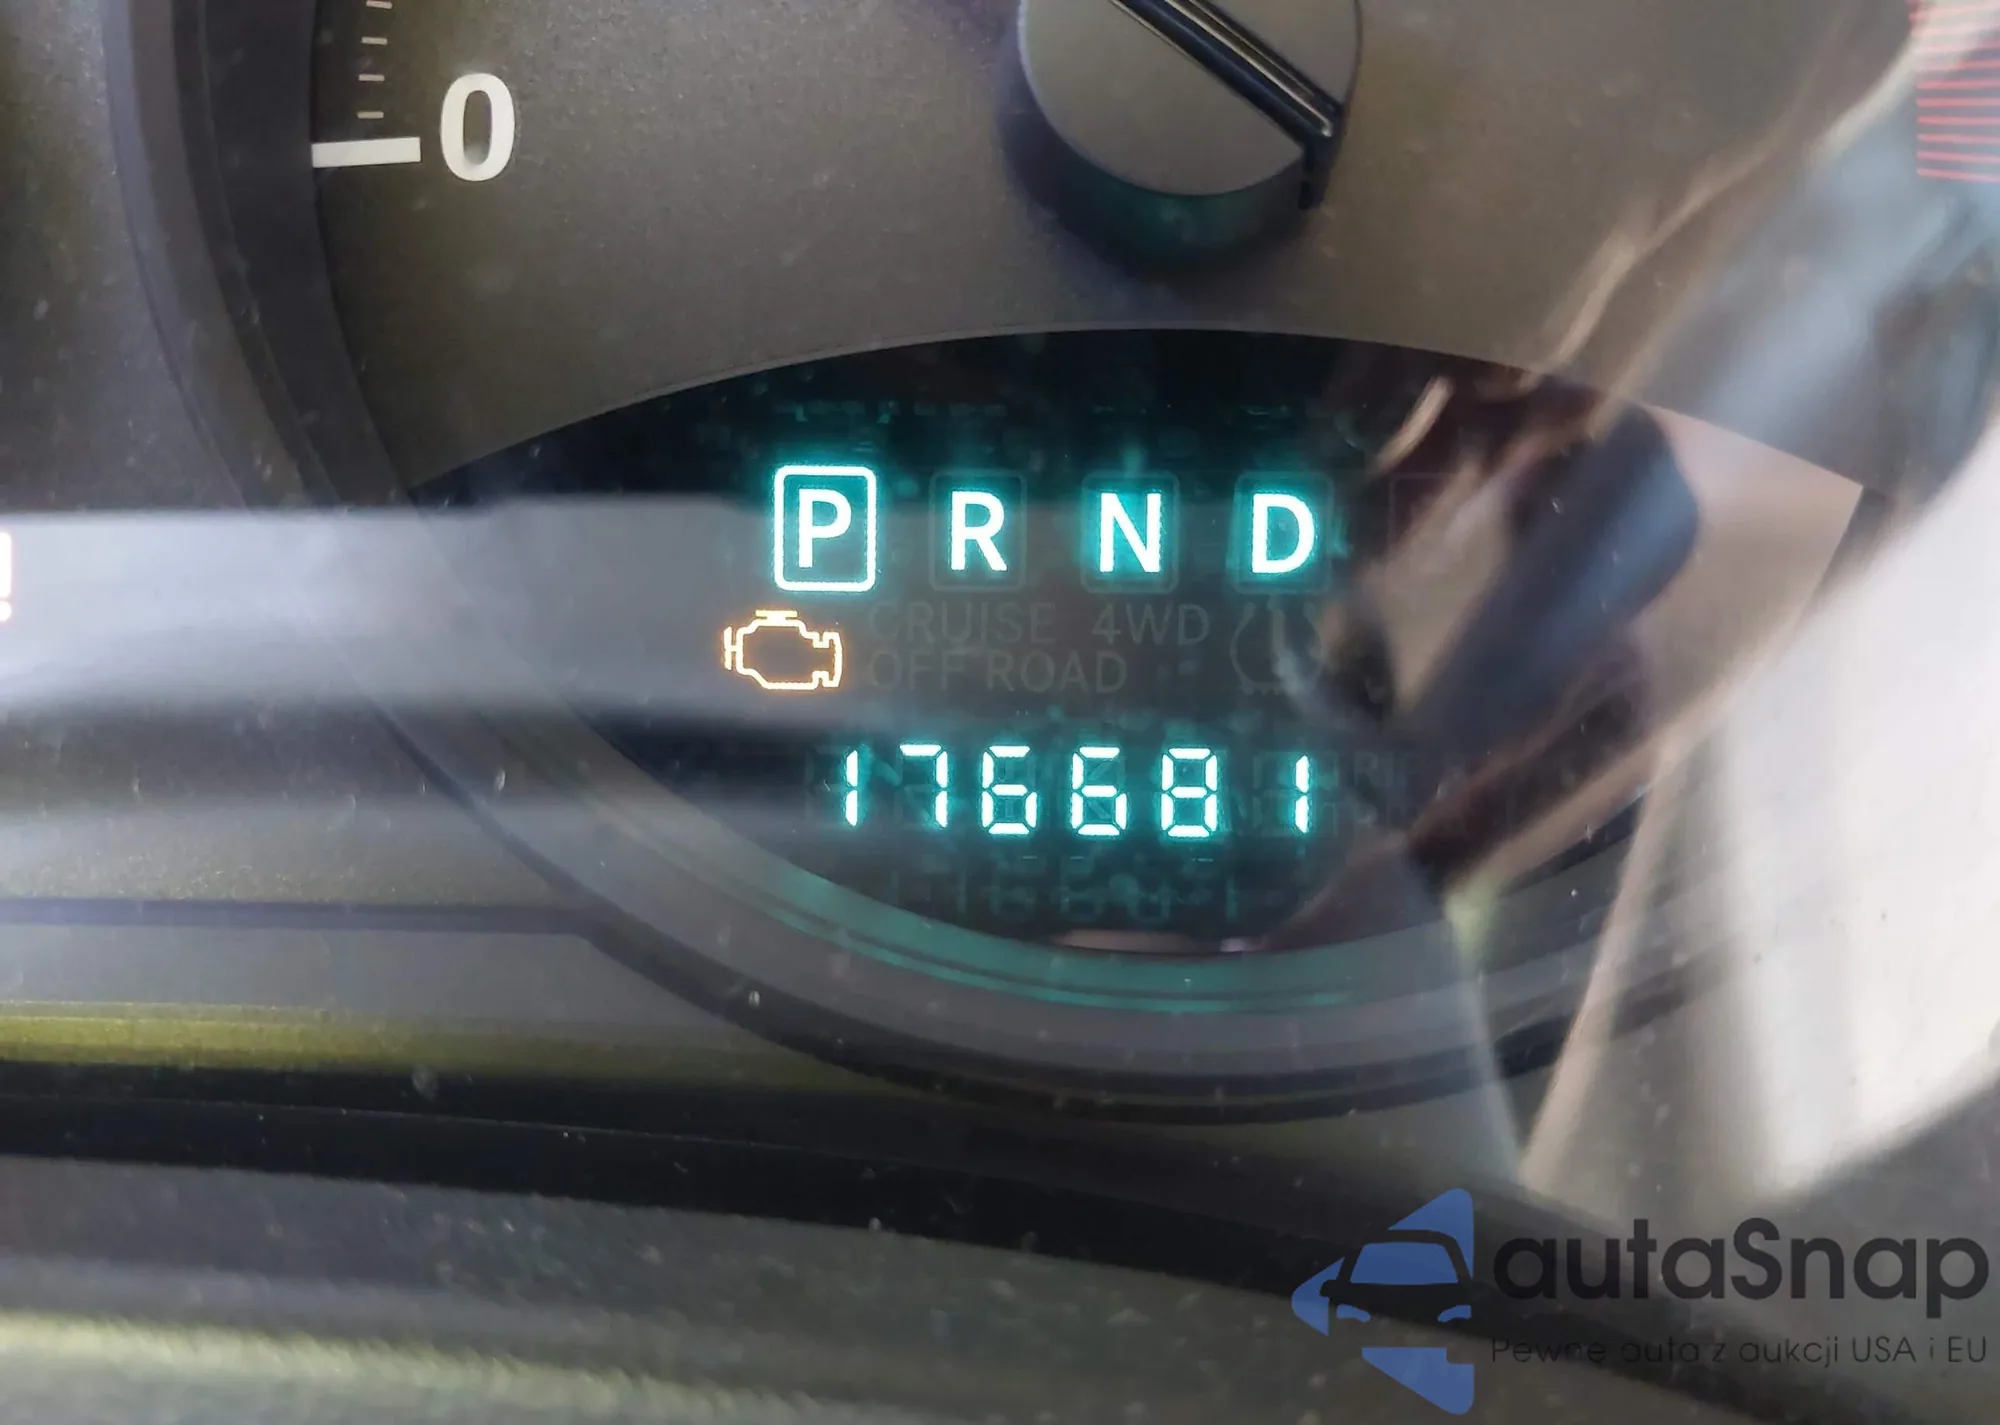 0
P R N D
CRUISE 4WD
OFF ROAD
176681
autaSnap
Pewne auta z aukcji USA i EU